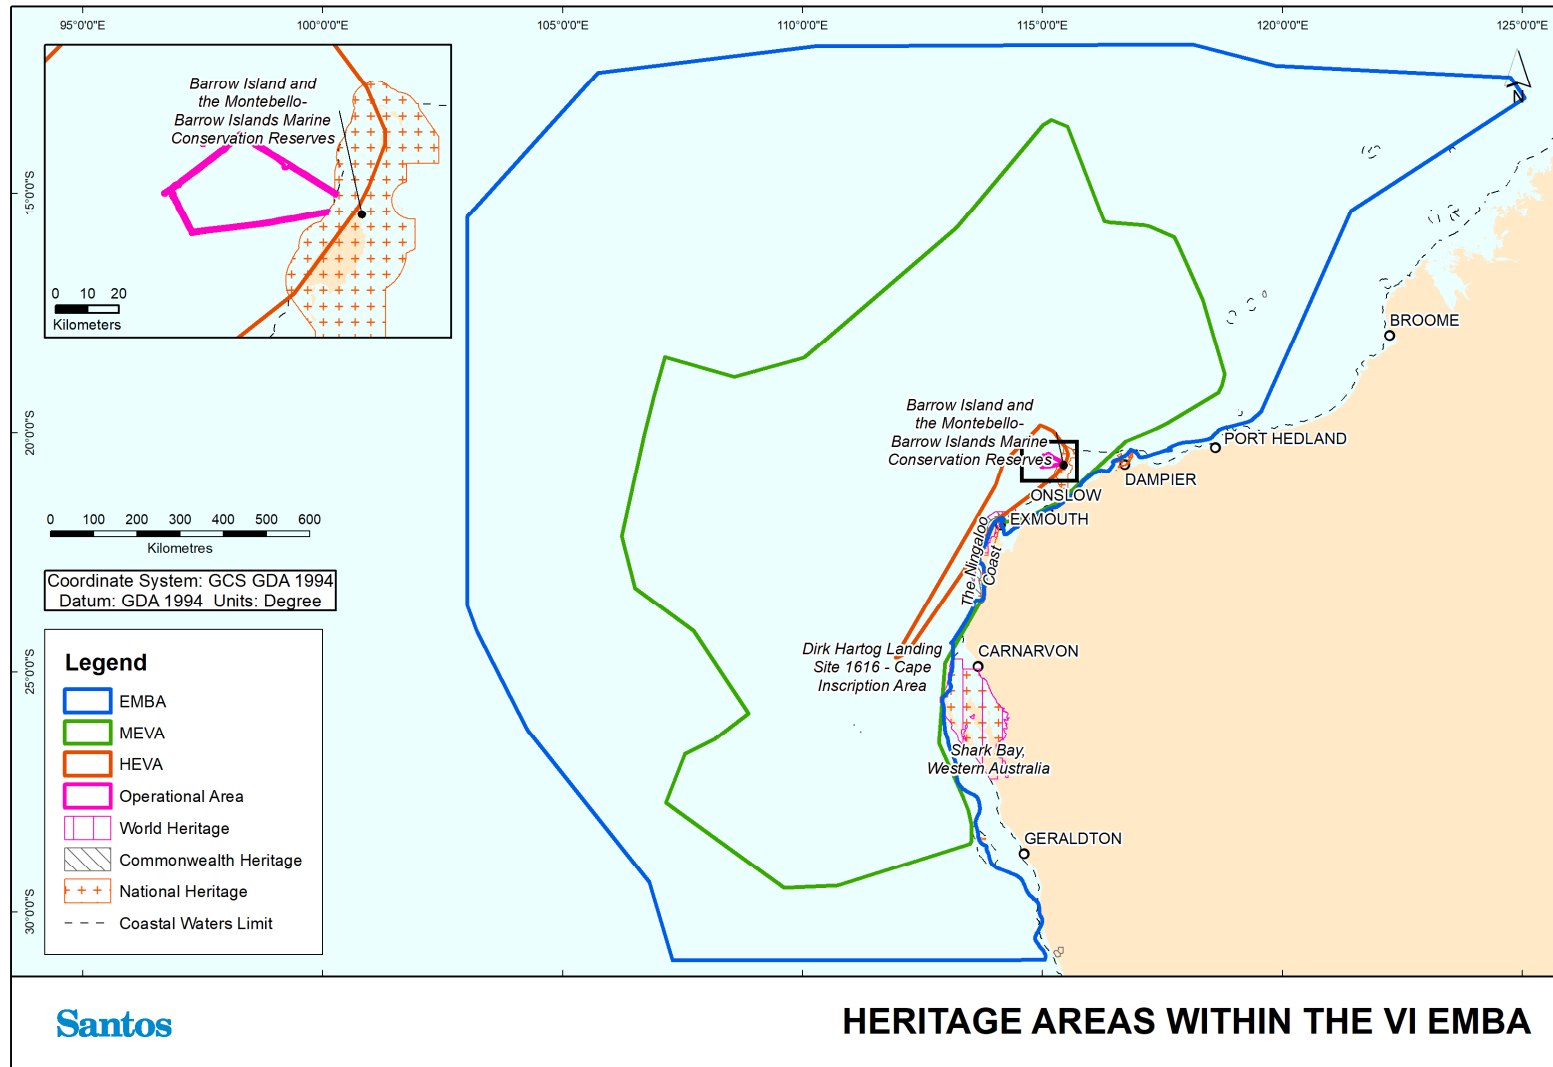 95°0'0"E
100°0'0"E
105°0'0"E
110°0'0"E
115°0'0"E
120°0'0"E
125°0'0"E
Barrow Island and
the Montebello-
Barrow Islands Marine
Conservation Reserves
0 10 20
Kilometers
N
15°0'0"S
20°0'0"S
25°0'0"S
30°0'0"S
BROOME
Barrow Island and
the Montebello-
Barrow Islands Marine
Conservation Reserves
PORT HEDLAND
DAMPIER
ONSLOW
EXMOUTH
The Ningaloo
Coast
Dirk Hartog Landing
Site 1616 - Cape
Inscription Area
CARNARVON
Shark Bay,
Western Australia
GERALDTON
0 100 200 300 400 500 600
Kilometres
Coordinate System: GCS GDA 1994
Datum: GDA 1994 Units: Degree
Legend
EMBA
MEVA
HEVA
Operational Area
World Heritage
Commonwealth Heritage
National Heritage
Coastal Waters Limit
Santos
HERITAGE AREAS WITHIN THE VI EMBA